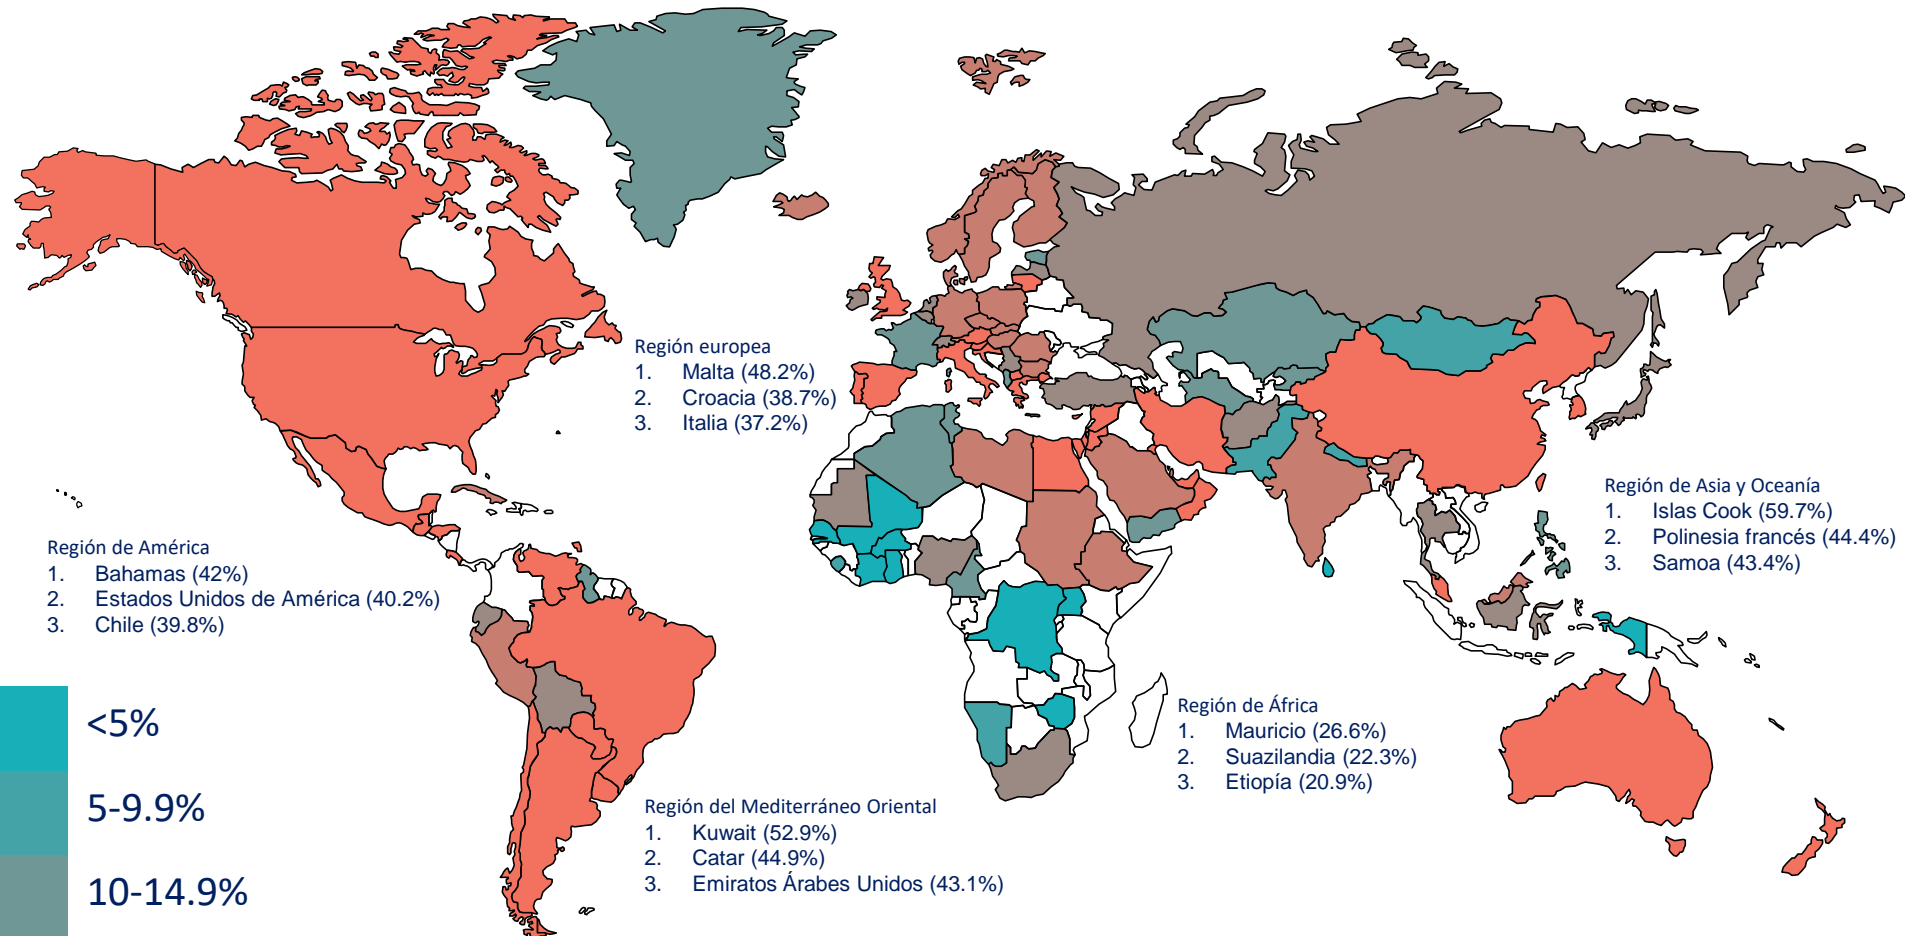 Región europea
1. Malta (48.2%)
2. Croacia (38.7%)
3. Italia (37.2%)
Región de Asia y Oceanía
1. Islas Cook (59.7%)
2. Polinesia francés (44.4%)
3. Samoa (43.4%)
Región de América
1. Bahamas (42%)
2. Estados Unidos de América (40.2%)
3. Chile (39.8%)
Región de África
1. Mauricio (26.6%)
2. Suazilandia (22.3%)
3. Etiopía (20.9%)
Región del Mediterráneo Oriental
1. Kuwait (52.9%)
2. Catar (44.9%)
3. Emiratos Árabes Unidos (43.1%)
<5%
5-9.9%
10-14.9%